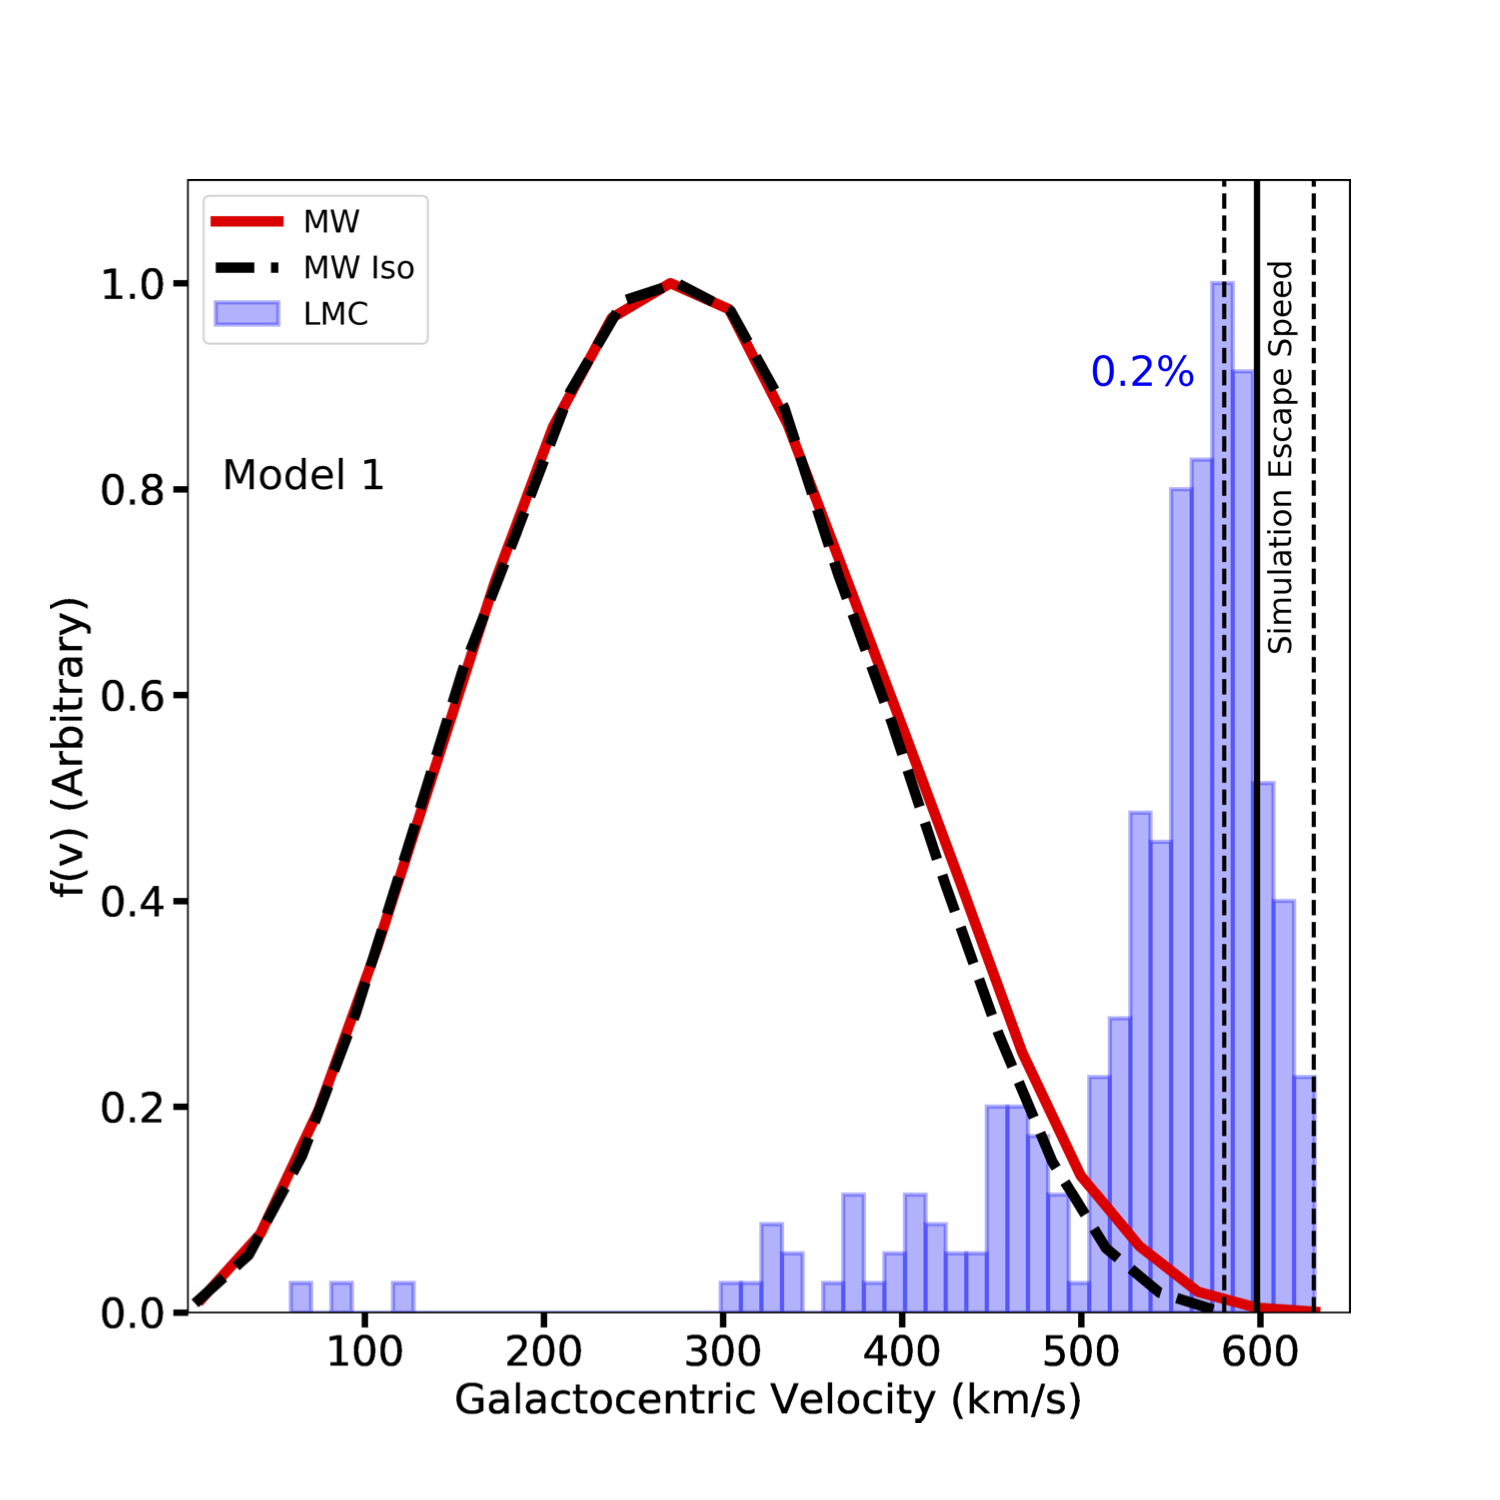 MW
MW Iso
LMC
Model 1
0.2%
Simulation Escape Speed
f(v) (Arbitrary)
1.0
0.8
0.6
0.4
0.2
0.0
100 200 300 400 500 600
Galactocentric Velocity (km/s)